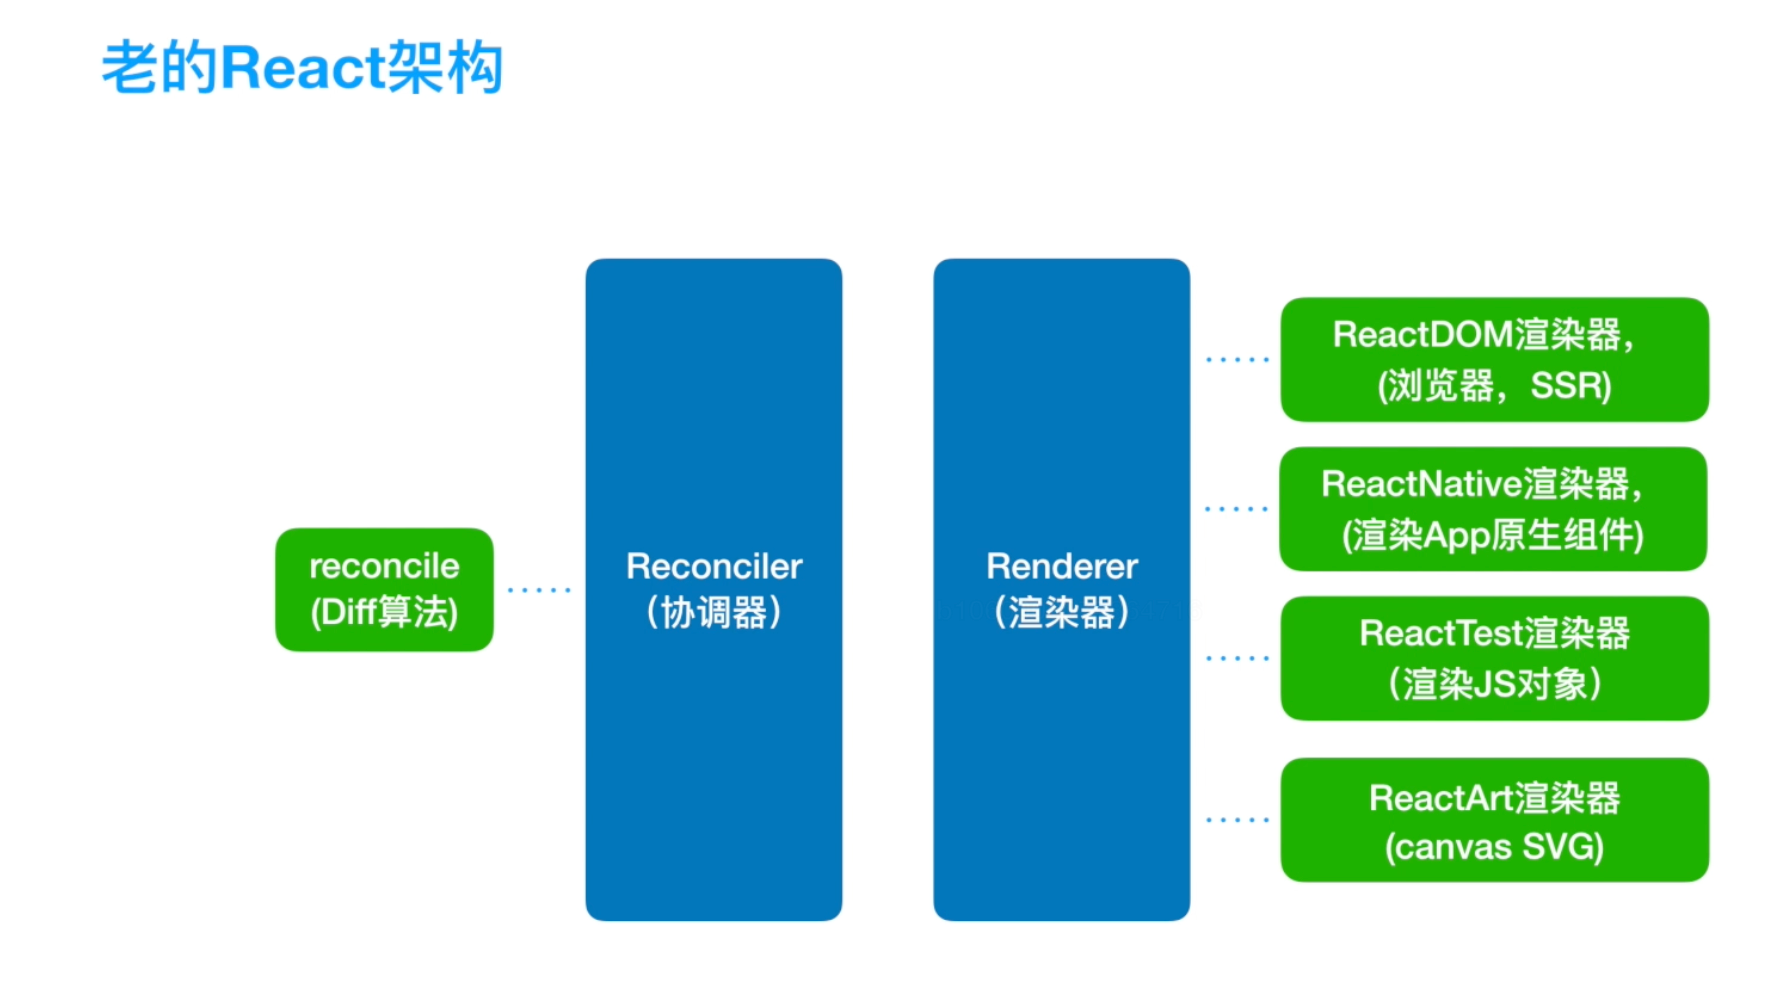 老的React架构
reconcile
(Diff算法)
Reconciler
（协调器）
Renderer
（渲染器）
ReactDOM渲染器，
(浏览器，SSR)
ReactNative渲染器，
(渲染App原生组件)
ReactTest渲染器
（渲染JS对象）
ReactArt渲染器
(canvas SVG)